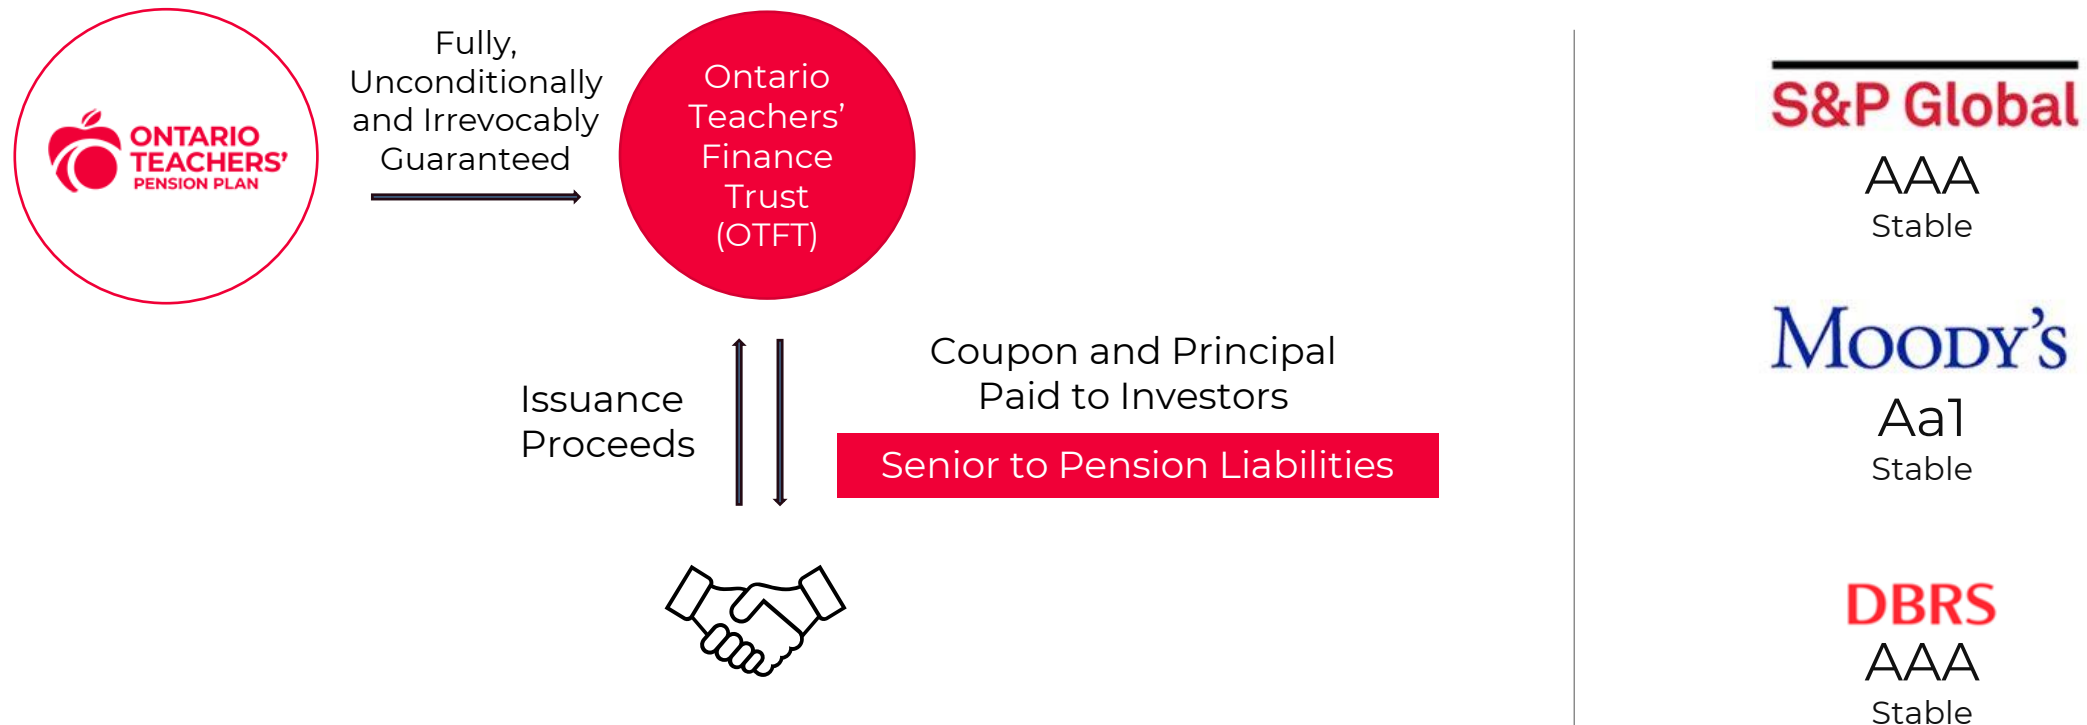 ONTARIO
TEACHERS'
PENSION PLAN
Fully,
Unconditionally
and Irrevocably
Guaranteed
Ontario
Teachers’
Finance
Trust
(OTFT)
Issuance
Proceeds
Coupon and Principal
Paid to Investors
Senior to Pension Liabilities
S&P Global
AAA
Stable
MOODY’S
Aa1
Stable
DBRS
AAA
Stable